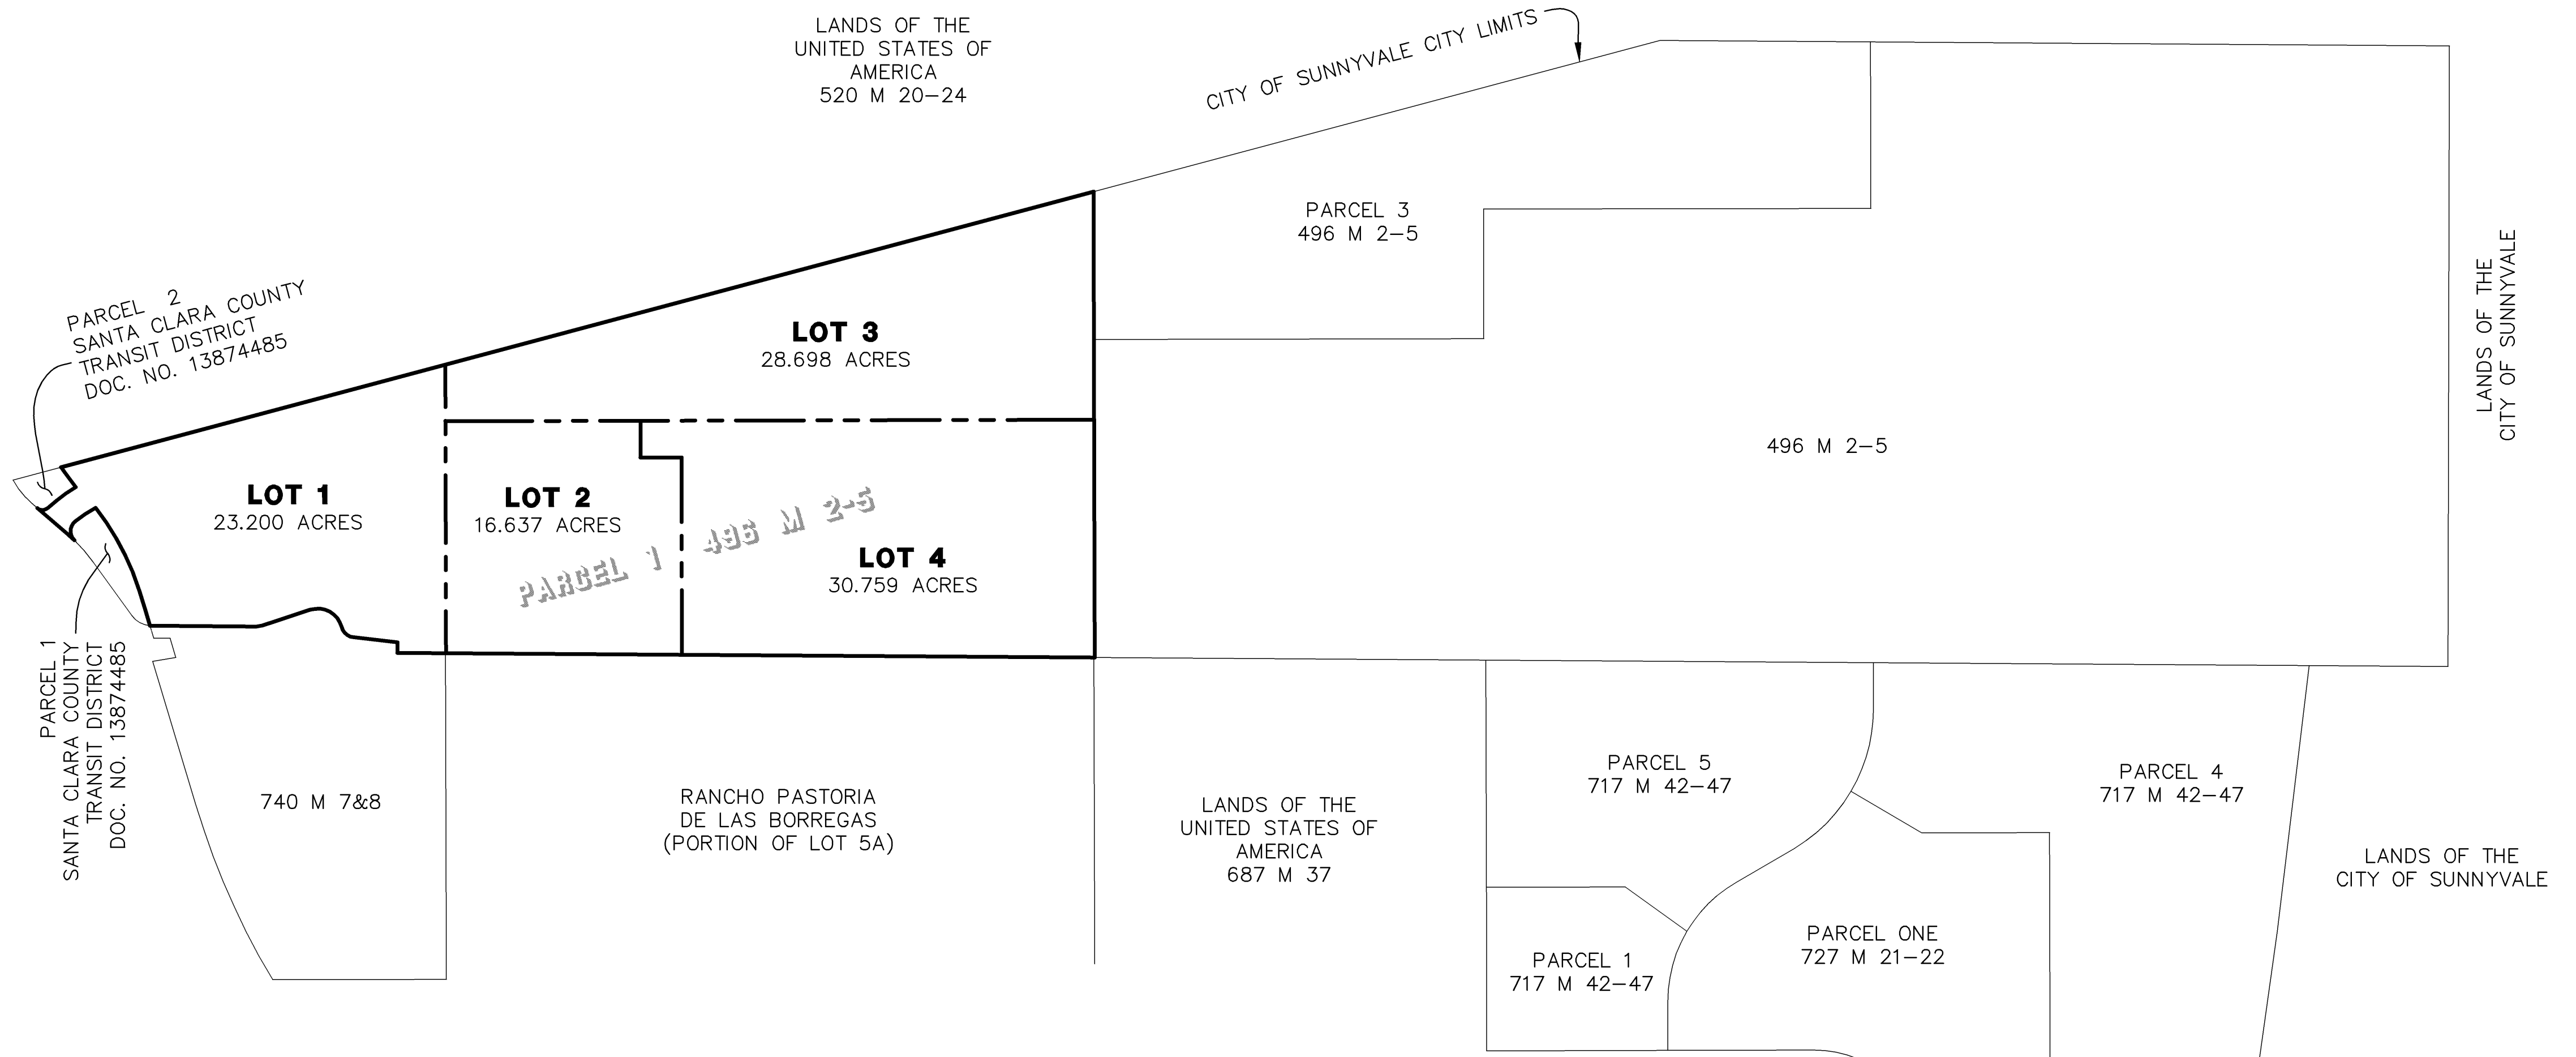 LANDS OF THE
UNITED STATES OF
AMERICA
520 M 20-24
CITY OF SUNNYVALE CITY LIMITS
PARCEL 3
496 M 2-5
LANDS OF THE
CITY OF SUNNYVALE
PARCEL 2
SANTA CLARA COUNTY
TRANSIT DISTRICT
DOC. NO. 13874485
LOT 3
28.698 ACRES
496 M 2-5
LOT 1
23.200 ACRES
LOT 2
16.637 ACRES
PARCEL 1 496 M 2-5
LOT 4
30.759 ACRES
PARCEL 1
SANTA CLARA COUNTY
TRANSIT DISTRICT
DOC. NO. 13874485
740 M 7&8
RANCHO PASTORIA
DE LAS BORREGAS
(PORTION OF LOT 5A)
LANDS OF THE
UNITED STATES OF
AMERICA
687 M 37
PARCEL 5
717 M 42-47
PARCEL 4
717 M 42-47
LANDS OF THE
CITY OF SUNNYVALE
PARCEL 1
717 M 42-47
PARCEL ONE
727 M 21-22